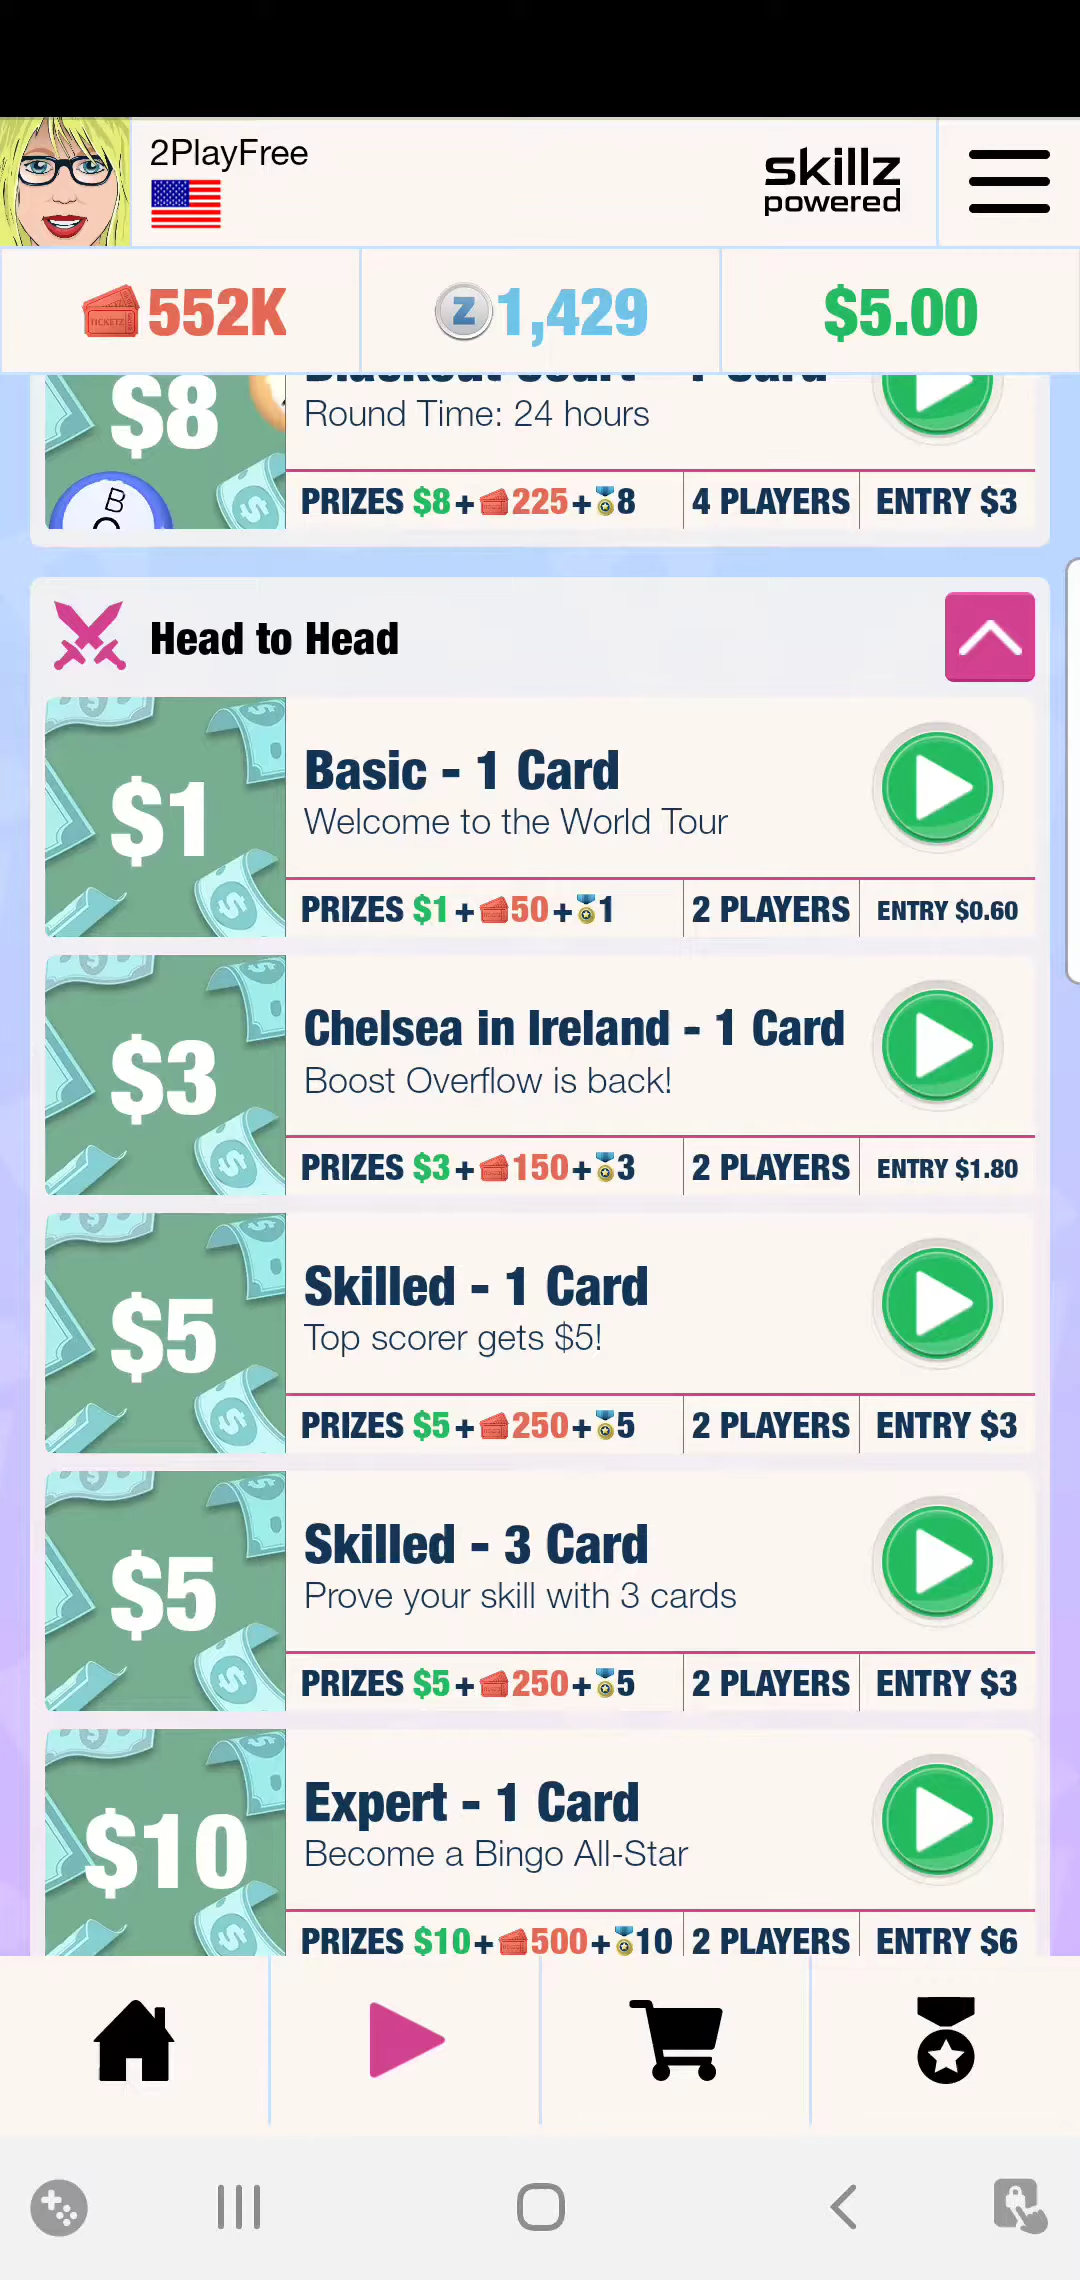 2PlayFree
skillz
powered
TICKETZ 552K
Z 1,429
$5.00
$8
Blackout Court - 1 Card
Round Time: 24 hours
B
PRIZES $8+225+8
4 PLAYERS
ENTRY $3
Head to Head
$1
Basic - 1 Card
Welcome to the World Tour
PRIZES $1+50+1
2 PLAYERS
ENTRY $0.60
$3
Chelsea in Ireland - 1 Card
Boost Overflow is back!
PRIZES $3+150+3
2 PLAYERS
ENTRY $1.80
$5
Skilled - 1 Card
Top scorer gets $5!
PRIZES $5+250+5
2 PLAYERS
ENTRY $3
$5
Skilled - 3 Card
Prove your skill with 3 cards
PRIZES $5+250+5
2 PLAYERS
ENTRY $3
$10
Expert - 1 Card
Become a Bingo All-Star
PRIZES $10+500+10
2 PLAYERS
ENTRY $6